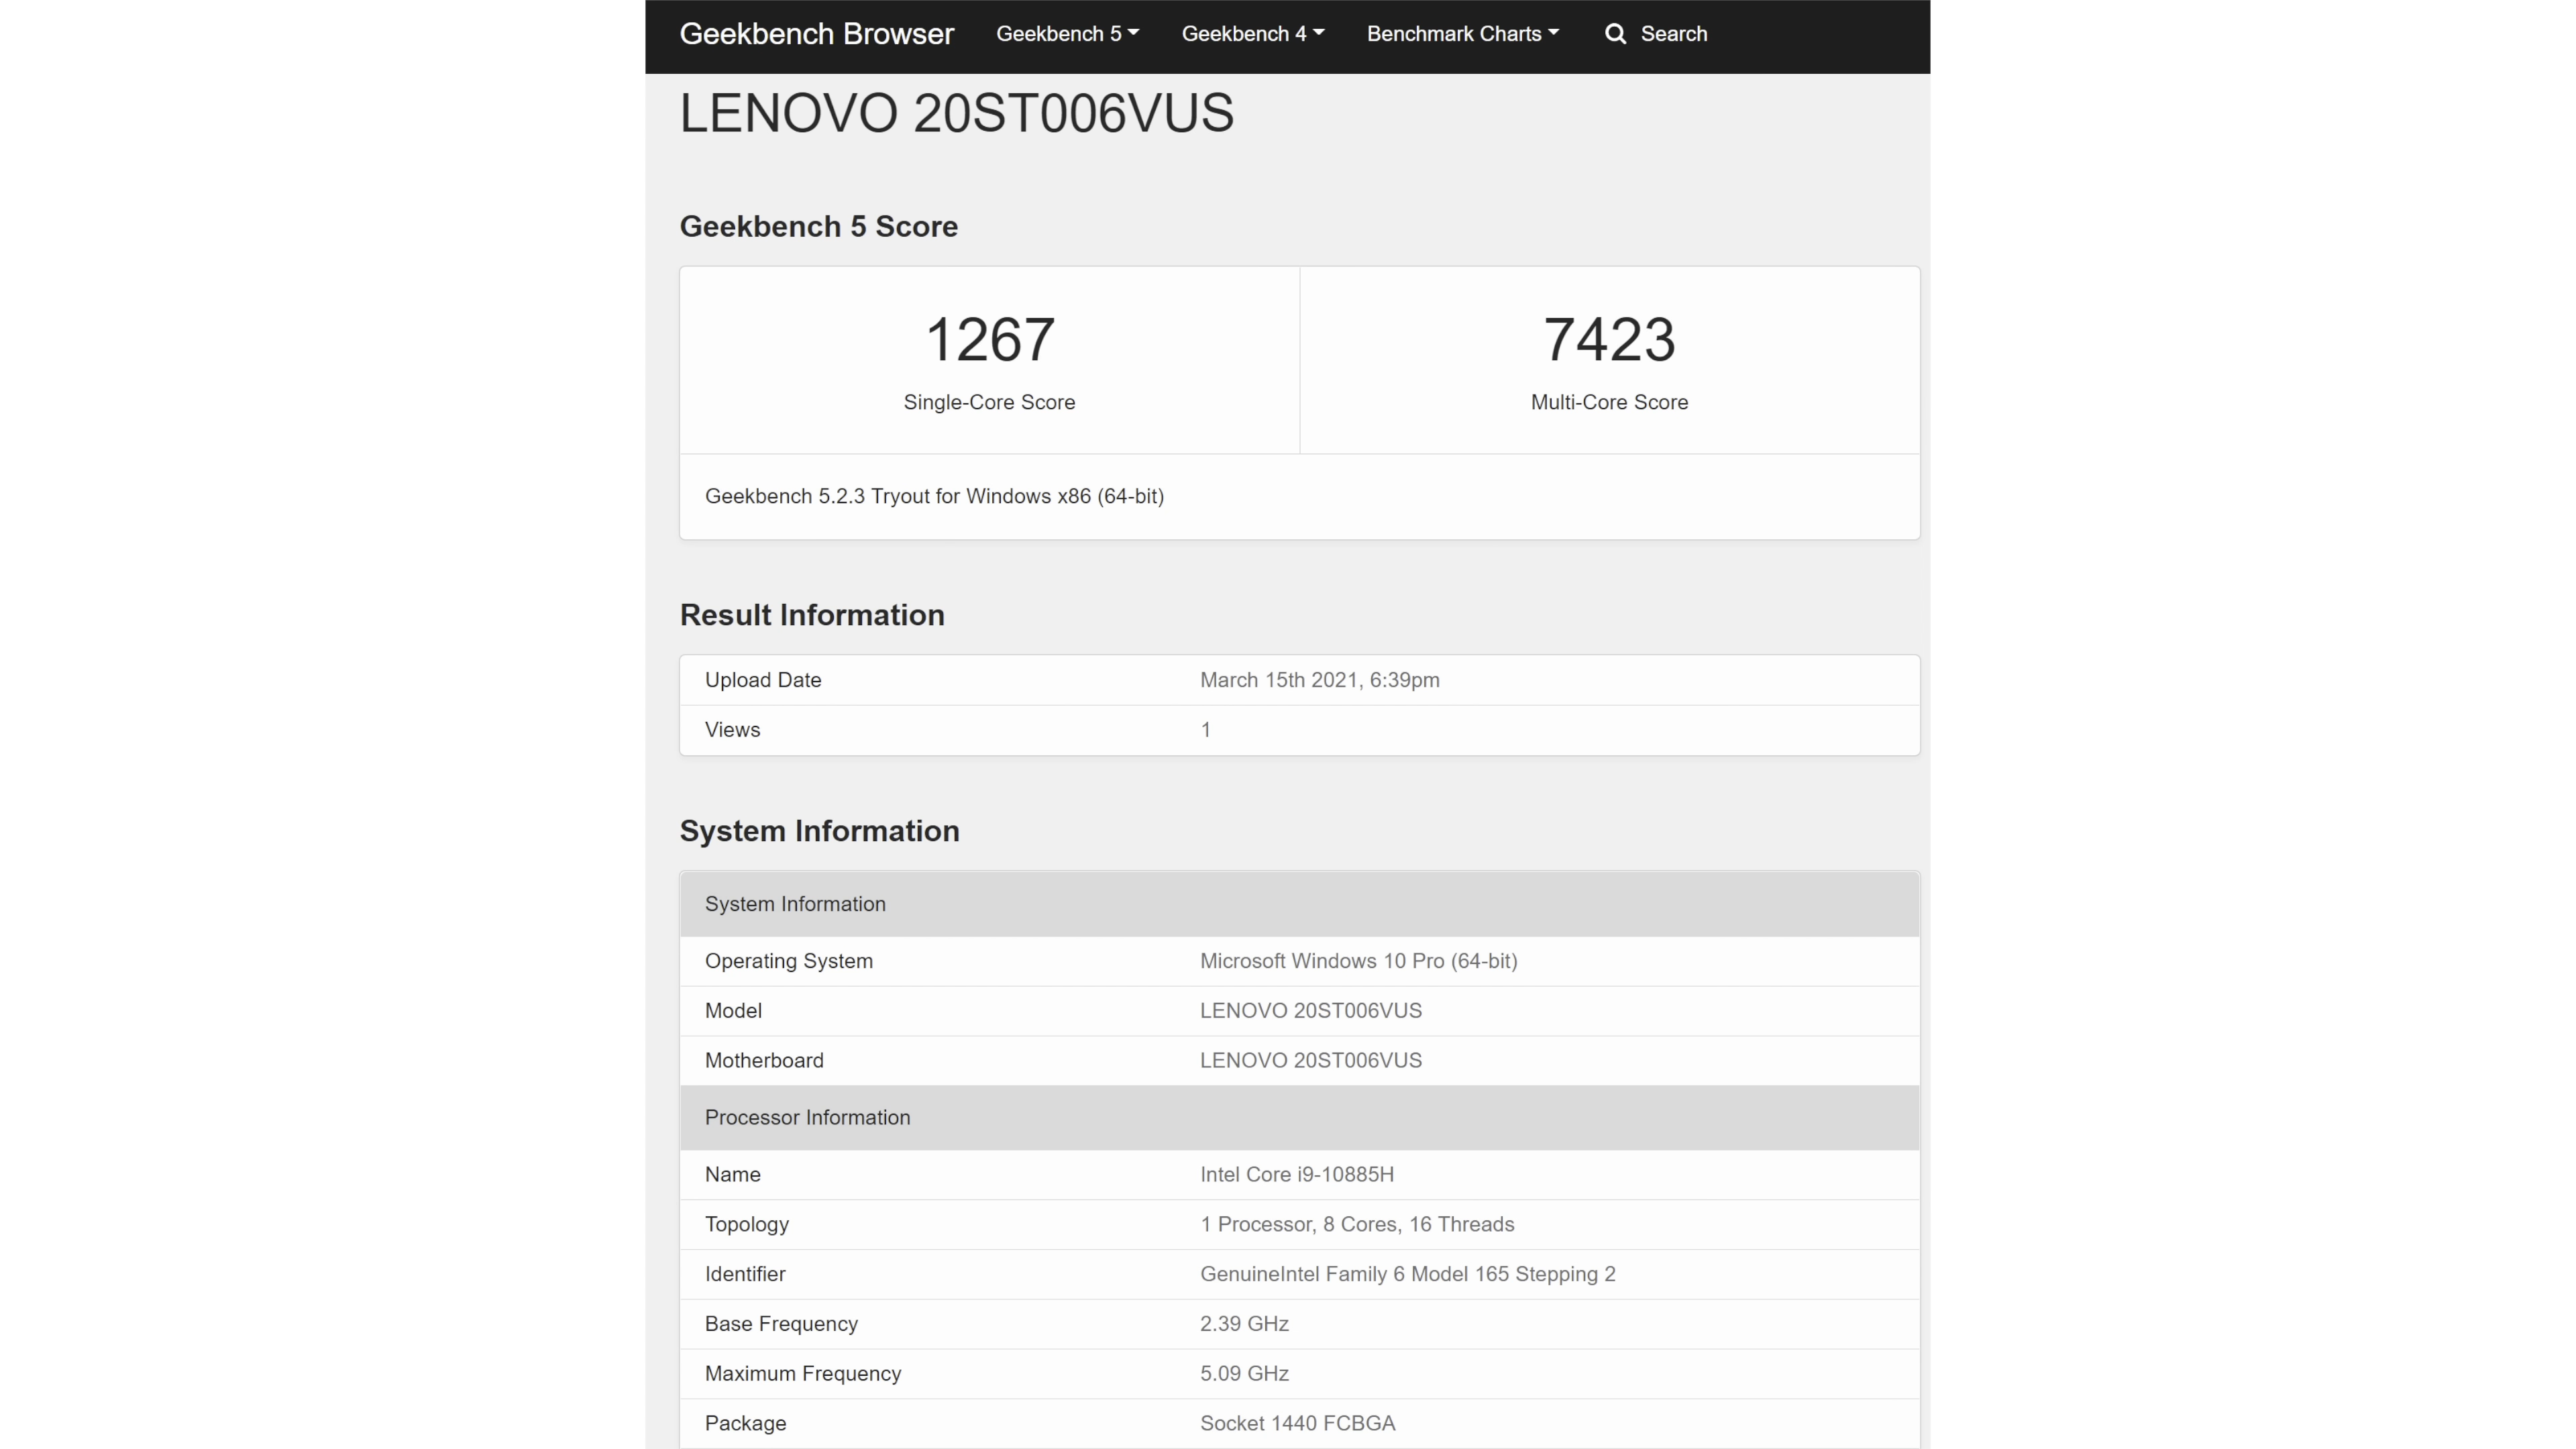 Geekbench Browser Geekbench 5 Geekbench 4 Benchmark Charts Search
LENOVO 20ST006VUS
Geekbench 5 Score
1267 7423
Single-Core Score Multi-Core Score
Geekbench 5.2.3 Tryout for Windows x86 (64-bit)
Result Information
Upload Date March 15th 2021, 6:39pm
Views 1
System Information
System Information
Operating System Microsoft Windows 10 Pro (64-bit)
Model LENOVO 20ST006VUS
Motherboard LENOVO 20ST006VUS
Processor Information
Name Intel Core i9-10885H
Topology 1 Processor, 8 Cores, 16 Threads
Identifier GenuineIntel Family 6 Model 165 Stepping 2
Base Frequency 2.39 GHz
Maximum Frequency 5.09 GHz
Package Socket 1440 FCBGA